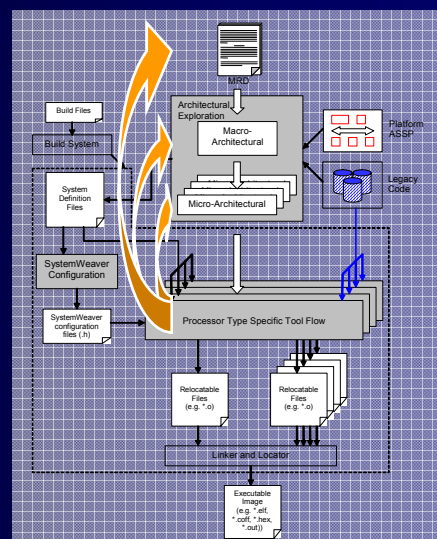 MRD
Architectural
Exploration
Macro-
Architectural
Micro-Architectural
Build Files
Build System
Platform
ASSP
Legacy
Code
System
Definition
Files
SystemWeaver
Configuration
SystemWeaver
configuration
files (.h)
Processor Type Specific Tool Flow
Relocatable
Files
(e.g. *.o)
Relocatable
Files
(e.g. *.o)
Linker and Locator
Executable
Image
(e.g. *.elf,
*.coff, *.hex,
*.out))